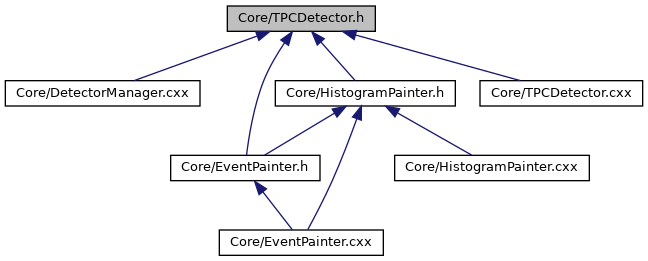 Core/TPCDetector.h
Core/DetectorManager.cxx
Core/HistogramPainter.h
Core/TPCDetector.cxx
Core/EventPainter.h
Core/HistogramPainter.cxx
Core/EventPainter.cxx